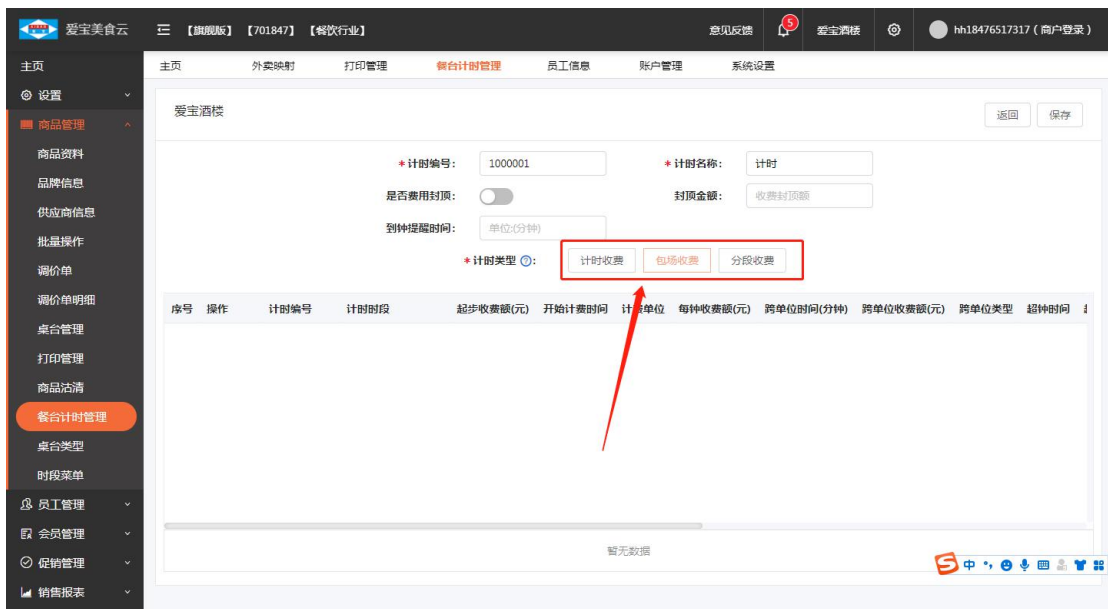 爱宝美食云
【旗舰版】 【701847】 【餐饮行业】
意见反馈 5 爱宝酒楼 hh18476517317(商户登录)
主页
设置
商品管理
商品资料
品牌信息
供应商信息
批量操作
调价单
调价单明细
桌台管理
打印管理
商品沽清
餐台计时管理
桌台类型
时段菜单
员工管理
会员管理
促销管理
销售报表
主页 外卖映射 打印管理 餐台计时管理 员工信息 账户管理 系统设置
爱宝酒楼 返回 保存
*计时编号: 1000001 *计时名称: 计时
是否费用封顶: 封顶金额: 收费封顶额
到钟提醒时间: 单位:(分钟)
*计时类型 ?: 计时收费 包场收费 分段收费
序号 操作 计时编号 计时时段 起步收费额(元) 开始计费时间 计费单位 每钟收费额(元) 跨单位时间(分钟) 跨单位收费额(元) 跨单位类型 超钟时间
暂无数据
中